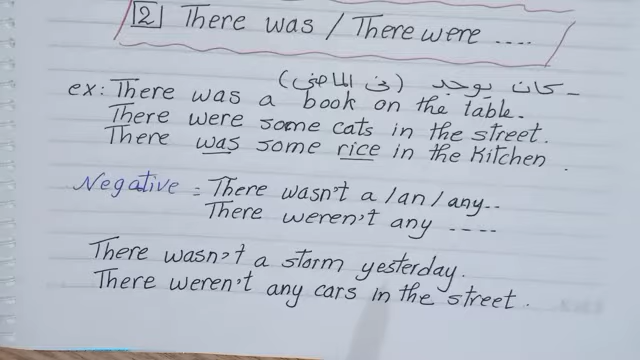 2 There was / There were ....
كان يوجد (فى الماضى) -
ex: There was a book on the table.
There were some cats in the street.
There was some rice in the kitchen.
Negative = There wasn't a/an/any..
There weren't any ....
There wasn't a storm yesterday.
There weren't any cars in the street.